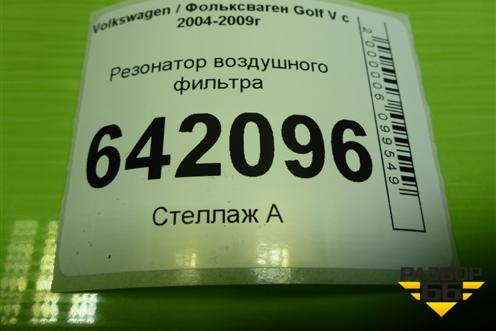 Volkswagen / Фольксваген Golf V с
2004-2009г
Резонатор воздушного
фильтра
642096
Стеллаж А
2000006099549
РАЗБОР
66